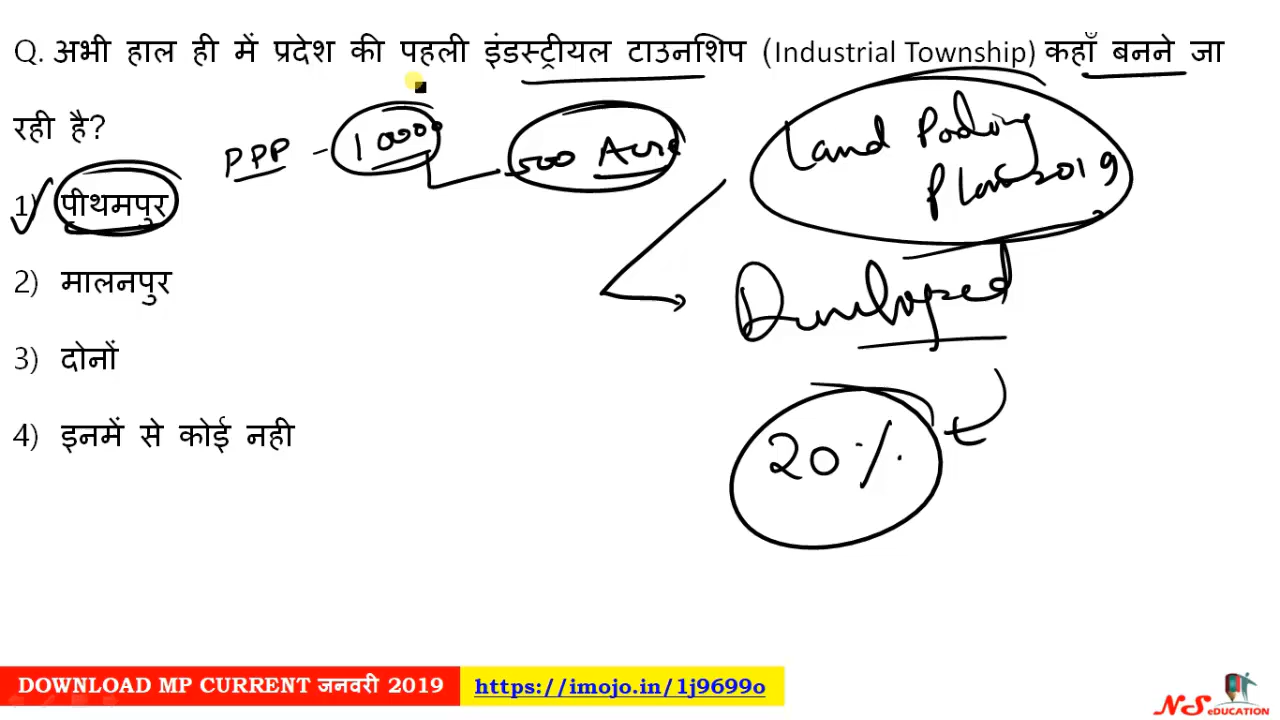 Q. अभी हाल ही में प्रदेश की पहली इंडस्ट्रीयल टाउनशिप (Industrial Township) कहाँ बनने जा
रही है?
PPP - 10000
500 Acre
Land Pooling
Plan 2019
1) पीथमपुर
2) मालनपुर
Developed
3) दोनों
20%
4) इनमें से कोई नही
DOWNLOAD MP CURRENT जनवरी 2019 https://imojo.in/1j9699o
NS EDUCATION